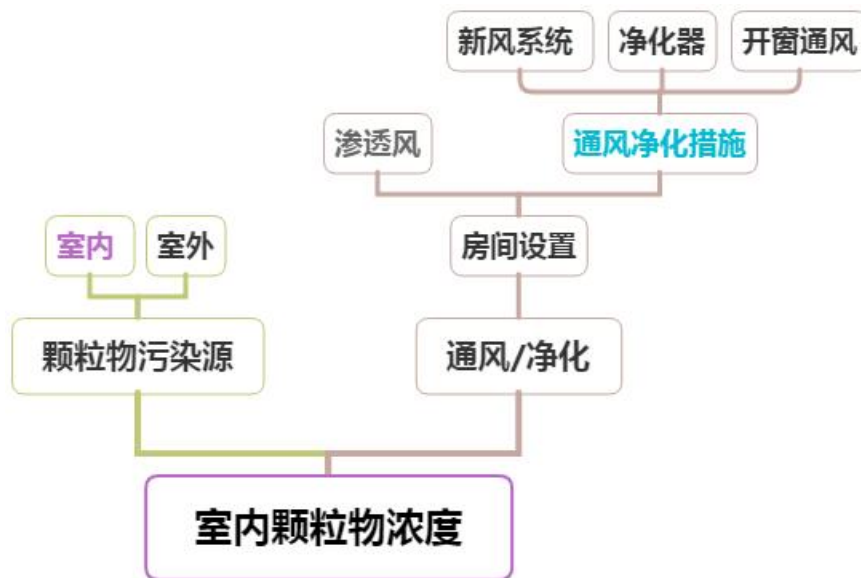 新风系统 净化器 开窗通风
渗透风 通风净化措施
室内 室外 房间设置
颗粒物污染源 通风/净化
室内颗粒物浓度